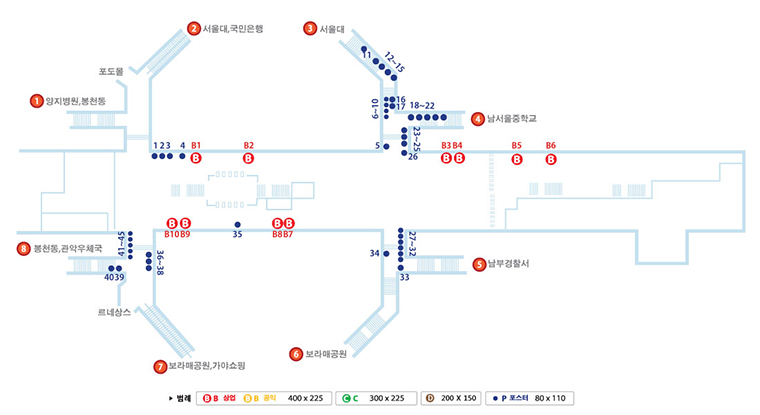 2 서울대,국민은행
3 서울대
포도몰
11
12~15
1 양지병원,봉천동
9~10
16
17
18~22
4 남서울중학교
1 2 3 4 B1 B2
5
23~25
26
B3 B4 B5 B6
B B B B B B
B B B B
B10 B9 35 B8 B7
8 봉천동,관악우체국
41~45
36~38
34
27~32
40 39
33
5 남부경찰서
르네상스
6 보라매공원
7 보라매공원,가야쇼핑
▸ 범례 B B 상업 B B 공익 400 x 225 C C 300 x 225 D 200 X 150 P 포스터 80 x 110